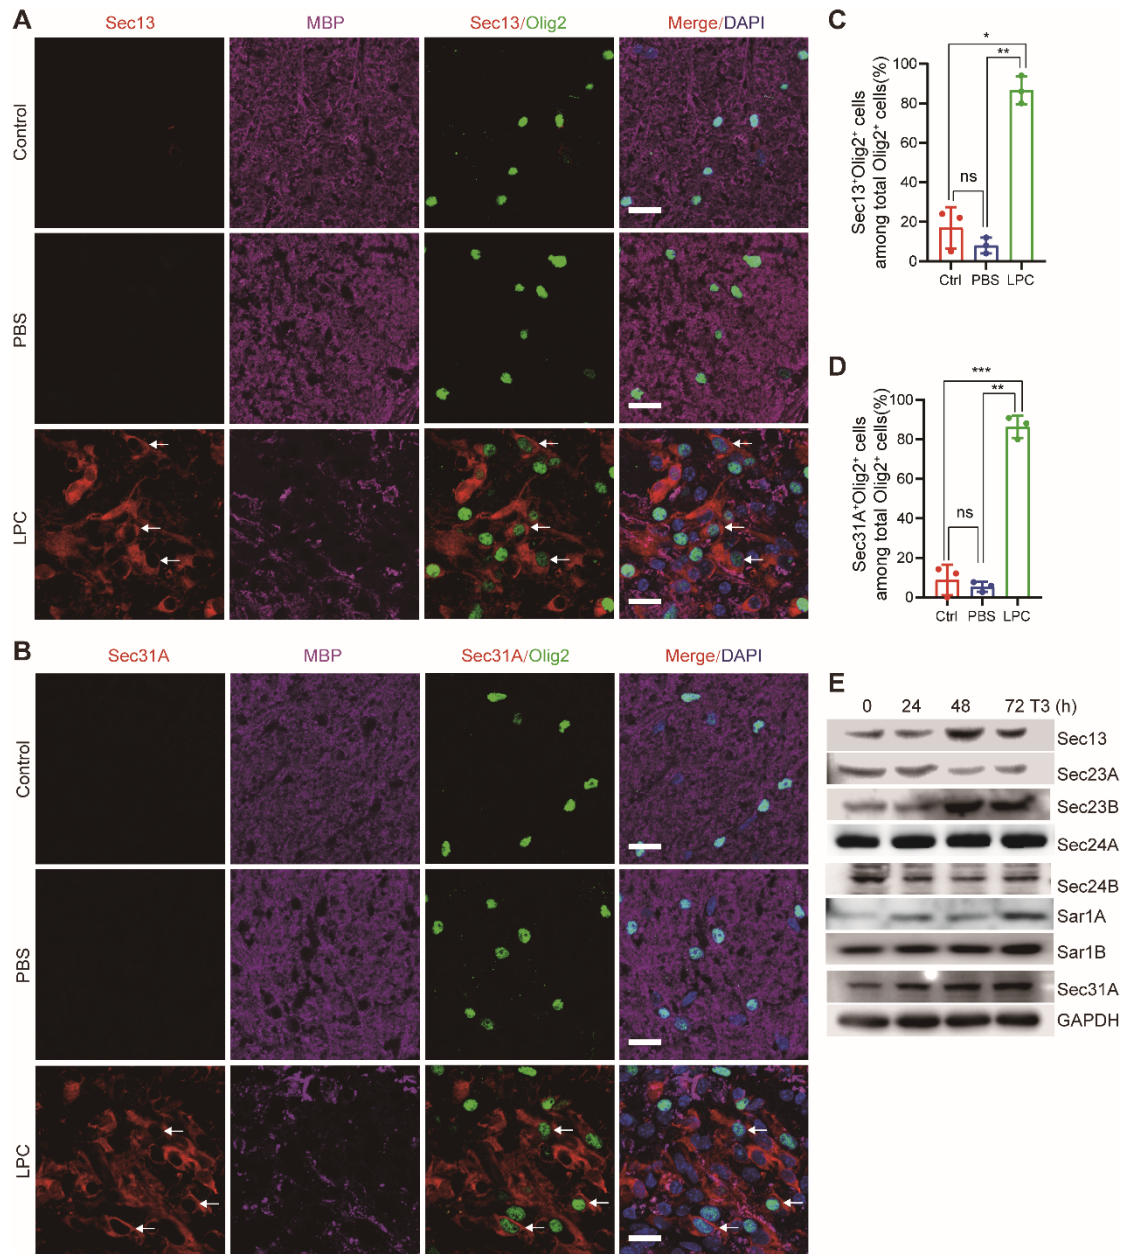 A
Sec13
MBP
Sec13/Olig2
Merge/DAPI
Control
PBS
LPC
B
Sec31A
MBP
Sec31A/Olig2
Merge/DAPI
Control
PBS
LPC
C
Sec13⁺Olig2⁺ cells
among total Olig2⁺ cells(%)
100
80
60
40
20
0
*
**
ns
Ctrl PBS LPC
D
Sec31A⁺Olig2⁺ cells
among total Olig2⁺ cells(%)
100
80
60
40
20
0
***
**
ns
Ctrl PBS LPC
E
0 24 48 72 T3 (h)
Sec13
Sec23A
Sec23B
Sec24A
Sec24B
Sar1A
Sar1B
Sec31A
GAPDH